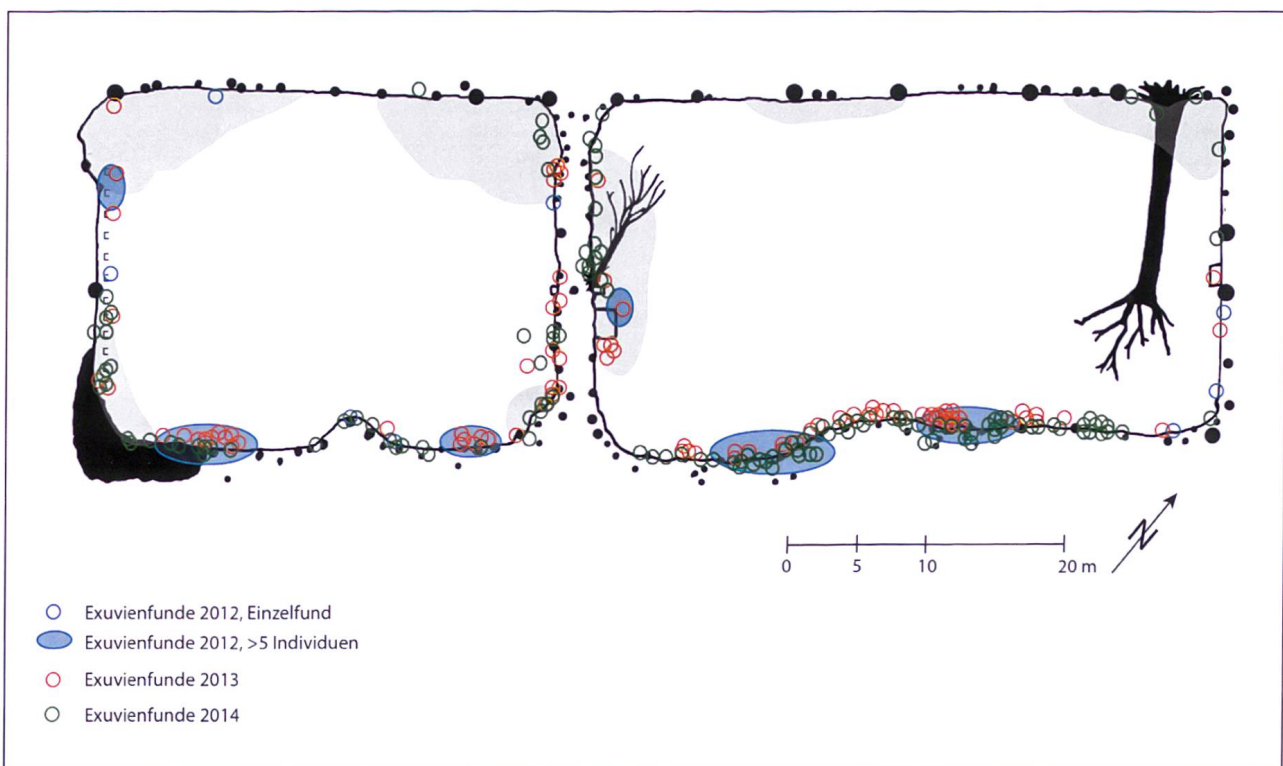 N
0 5 10 20 m
Exuvienfunde 2012, Einzelfund
Exuvienfunde 2012, >5 Individuen
Exuvienfunde 2013
Exuvienfunde 2014